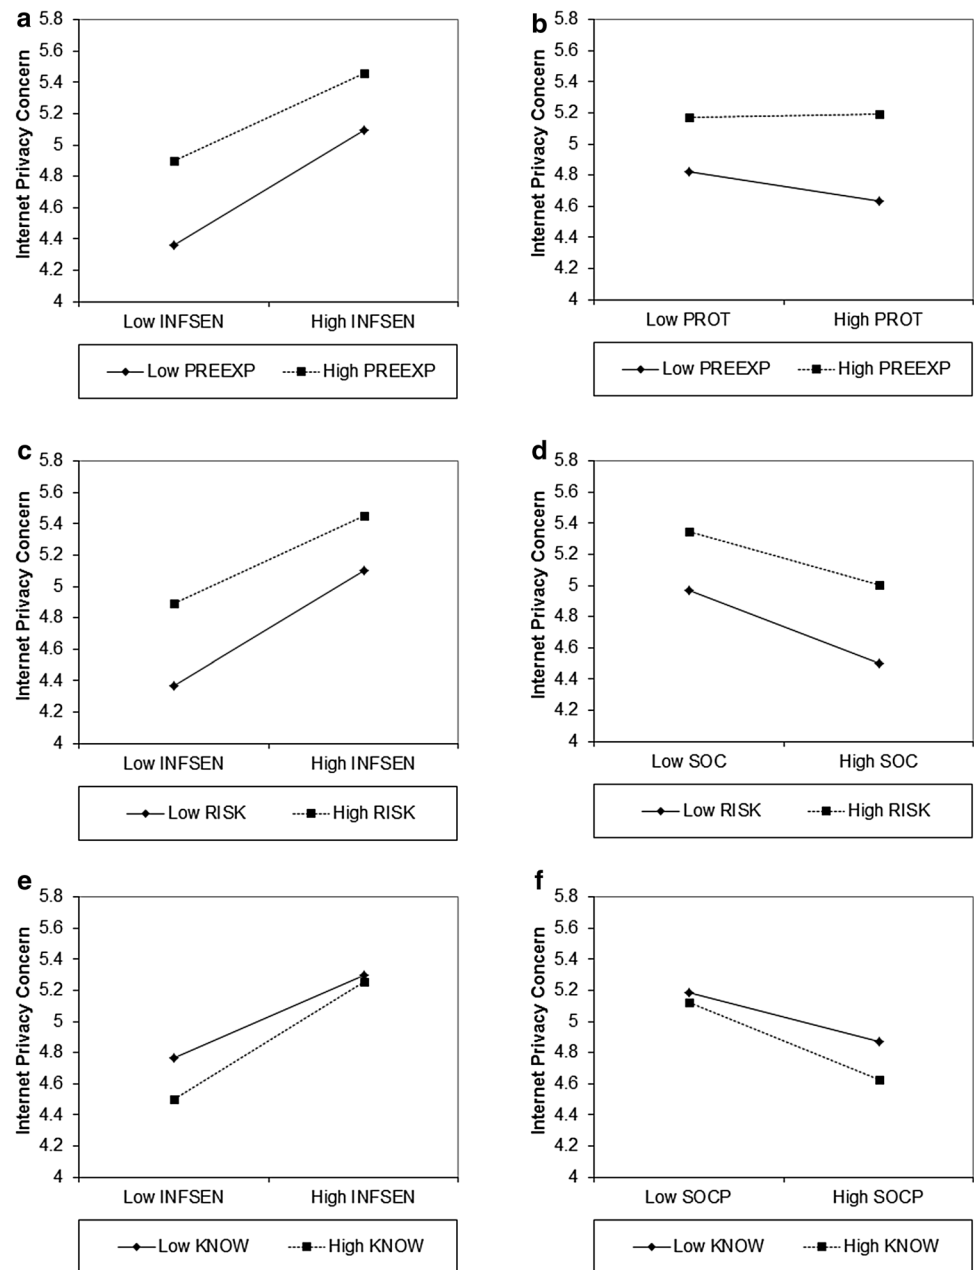 a
5.8
5.6
5.4
5.2
5
4.8
4.6
4.4
4.2
4
Internet Privacy Concern
Low INFSEN High INFSEN
Low PREEXP High PREEXP
b
5.8
5.6
5.4
5.2
5
4.8
4.6
4.4
4.2
4
Internet Privacy Concern
Low PROT High PROT
Low PREEXP High PREEXP
c
5.8
5.6
5.4
5.2
5
4.8
4.6
4.4
4.2
4
Internet Privacy Concern
Low INFSEN High INFSEN
Low RISK High RISK
d
5.8
5.6
5.4
5.2
5
4.8
4.6
4.4
4.2
4
Internet Privacy Concern
Low SOC High SOC
Low RISK High RISK
e
5.8
5.6
5.4
5.2
5
4.8
4.6
4.4
4.2
4
Internet Privacy Concern
Low INFSEN High INFSEN
Low KNOW High KNOW
f
5.8
5.6
5.4
5.2
5
4.8
4.6
4.4
4.2
4
Internet Privacy Concern
Low SOCP High SOCP
Low KNOW High KNOW